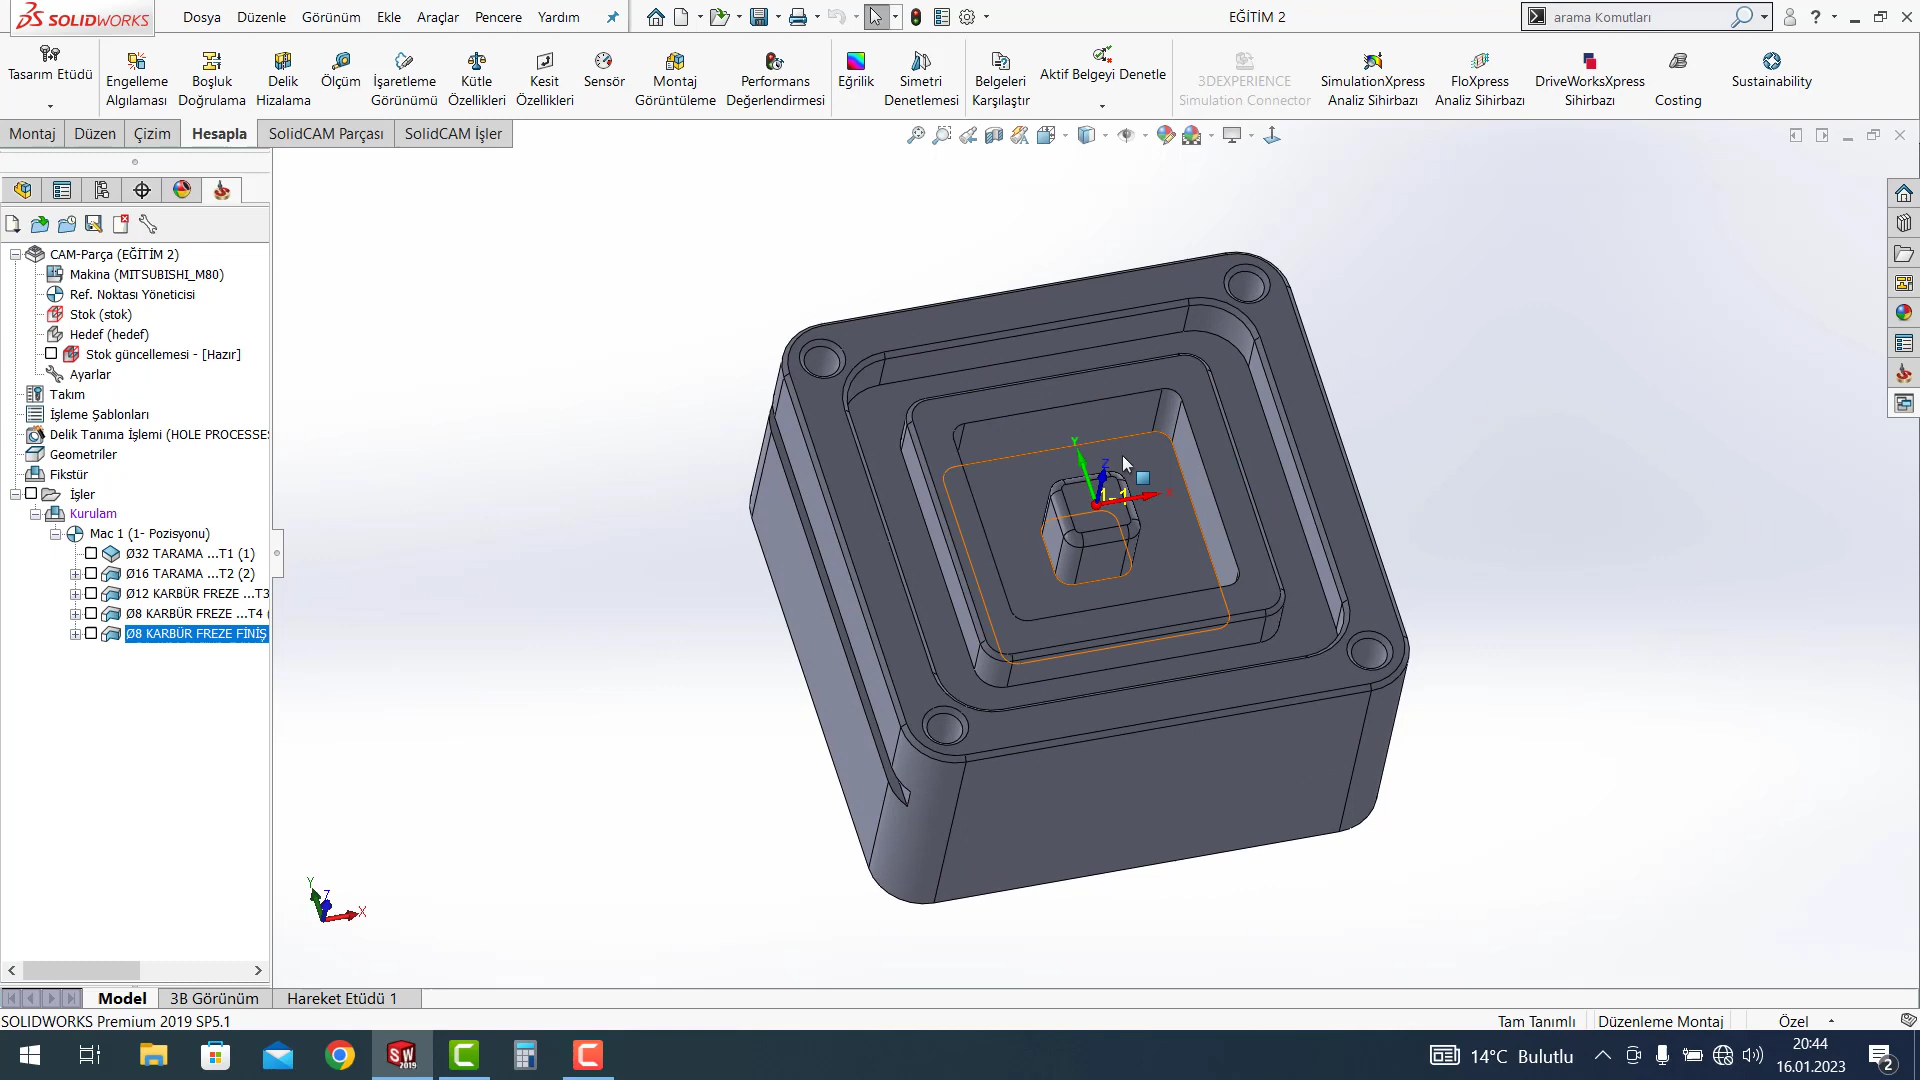 SOLIDWORKS
Dosya Düzenle Görünüm Ekle Araçlar Pencere Yardım
EĞİTİM 2
arama Komutları
Tasarım Etüdü
Engelleme Algılaması
Boşluk Doğrulama
Delik Hizalama
Ölçüm
İşaretleme Görünümü
Kütle Özellikleri
Kesit Özellikleri
Sensör
Montaj Görüntüleme
Performans Değerlendirmesi
Eğrilik
Simetri Denetlemesi
Belgeleri Karşılaştır
Aktif Belgeyi Denetle
3DEXPERIENCE Simulation Connector
SimulationXpress Analiz Sihirbazı
FloXpress Analiz Sihirbazı
DriveWorksXpress Sihirbazı
Costing
Sustainability
Montaj Düzen Çizim Hesapla SolidCAM Parçası SolidCAM İşler
CAM-Parça (EĞİTİM 2)
Makina (MITSUBISHI_M80)
Ref. Noktası Yöneticisi
Stok (stok)
Hedef (hedef)
Stok güncellemesi - [Hazır]
Ayarlar
Takım
İşleme Şablonları
Delik Tanıma İşlemi (HOLE PROCESSES
Geometriler
Fikstür
İşler
Kurulam
Mac 1 (1- Pozisyonu)
Ø32 TARAMA ...T1 (1)
Ø16 TARAMA ...T2 (2)
Ø12 KARBÜR FREZE ...T3
Ø8 KARBÜR FREZE ...T4 (
Ø8 KARBÜR FREZE FİNİŞ
Y
Z
X
1-1
Y
Z
X
Model 3B Görünüm Hareket Etüdü 1
SOLIDWORKS Premium 2019 SP5.1
Tam Tanımlı Düzenleme Montaj Özel
SW 2019
14°C Bulutlu
20:44
16.01.2023
2